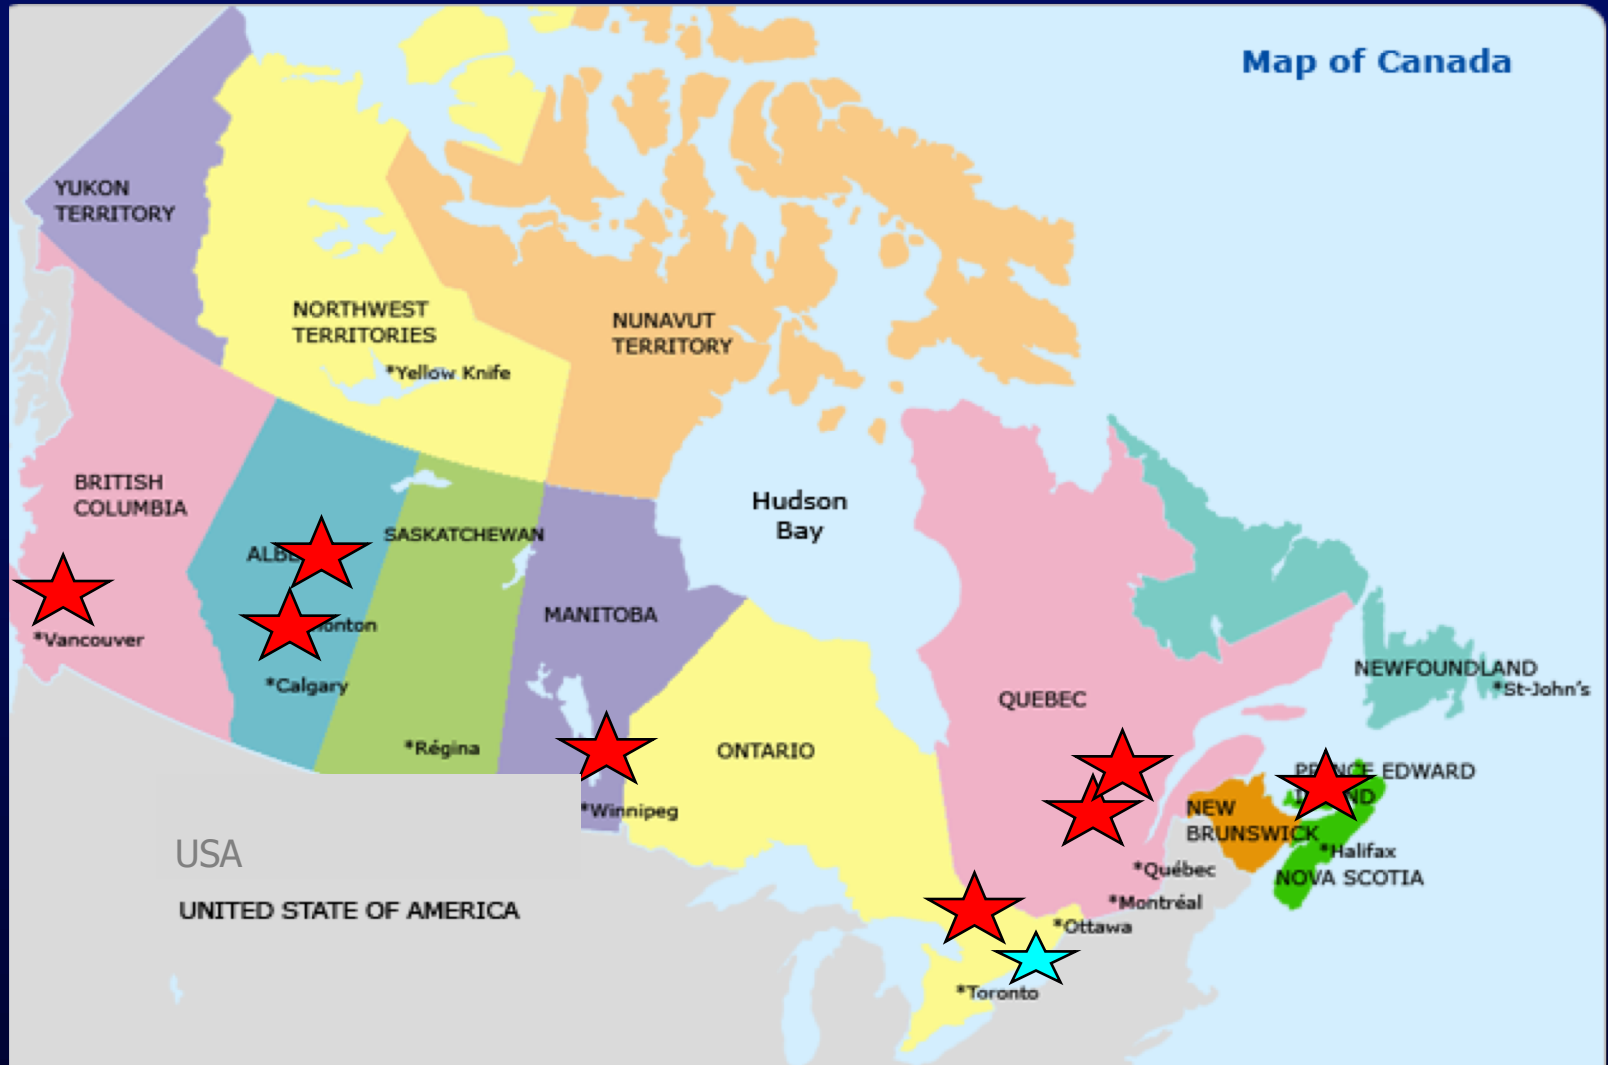 Map of Canada
YUKON
TERRITORY
NORTHWEST
TERRITORIES
*Yellow Knife
NUNAVUT
TERRITORY
BRITISH
COLUMBIA
Hudson
Bay
SASKATCHEWAN
MANITOBA
*Vancouver
*Calgary
*Régina
*Winnipeg
ONTARIO
QUEBEC
NEWFOUNDLAND
*St-John's
PRINCE EDWARD
NEW
BRUNSWICK
*Halifax
NOVA SCOTIA
*Québec
*Montréal
*Ottawa
*Toronto
USA
UNITED STATE OF AMERICA